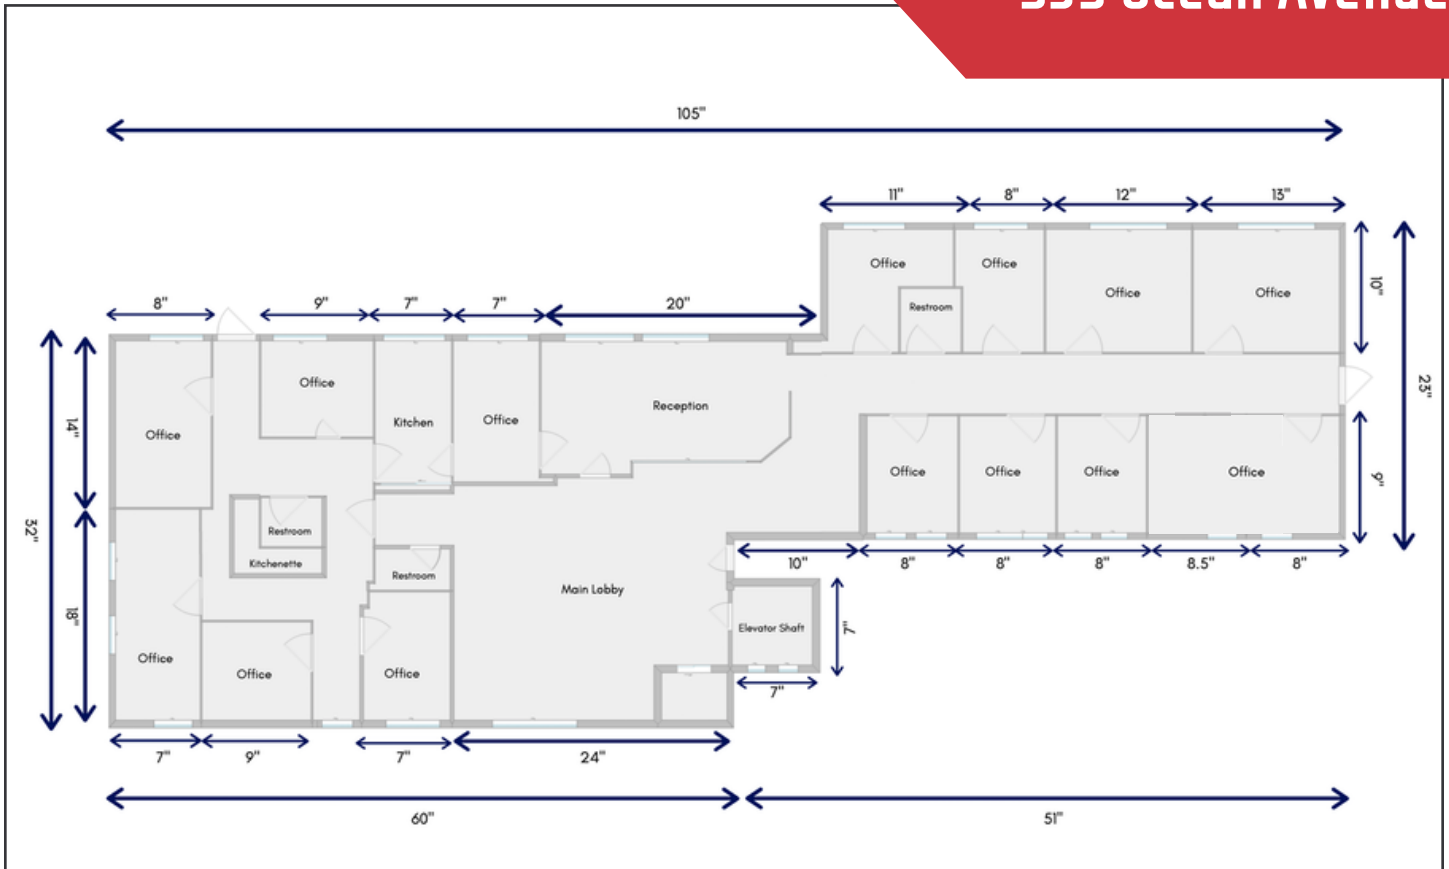 Ocean Avenue
105"
11"
8"
12"
13"
8"
9"
7"
7"
20"
10"
23"
9"
32"
14"
18"
Office
Office
Office
Office
Restroom
Office
Office
Kitchen
Office
Reception
Office
Office
Office
Office
Restroom
Kitchenette
Restroom
Main Lobby
Elevator Shaft
Office
Office
Office
10"
8"
8"
8"
8.5"
8"
7"
7"
7"
9"
7"
24"
60"
51"